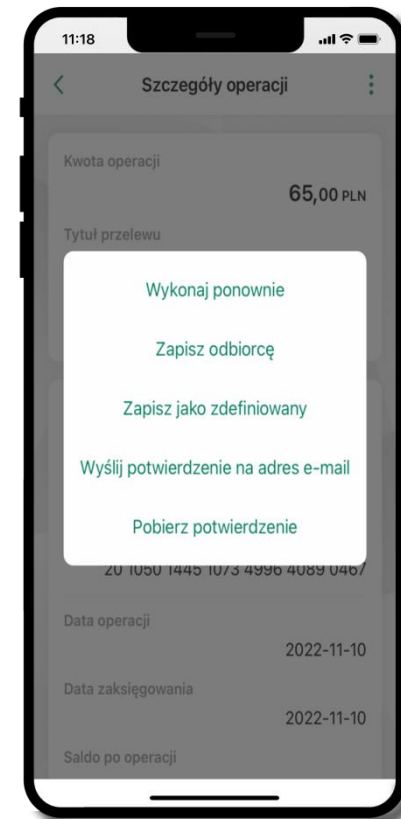 11:18
Szczegóły operacji
Kwota operacji
65,00 PLN
Tytuł przelewu
Wykonaj ponownie
Zapisz odbiorcę
Zapisz jako zdefiniowany
Wyślij potwierdzenie na adres e-mail
Pobierz potwierdzenie
20 1050 1445 1073 4996 4089 0467
Data operacji
2022-11-10
Data zaksięgowania
2022-11-10
Saldo po operacji